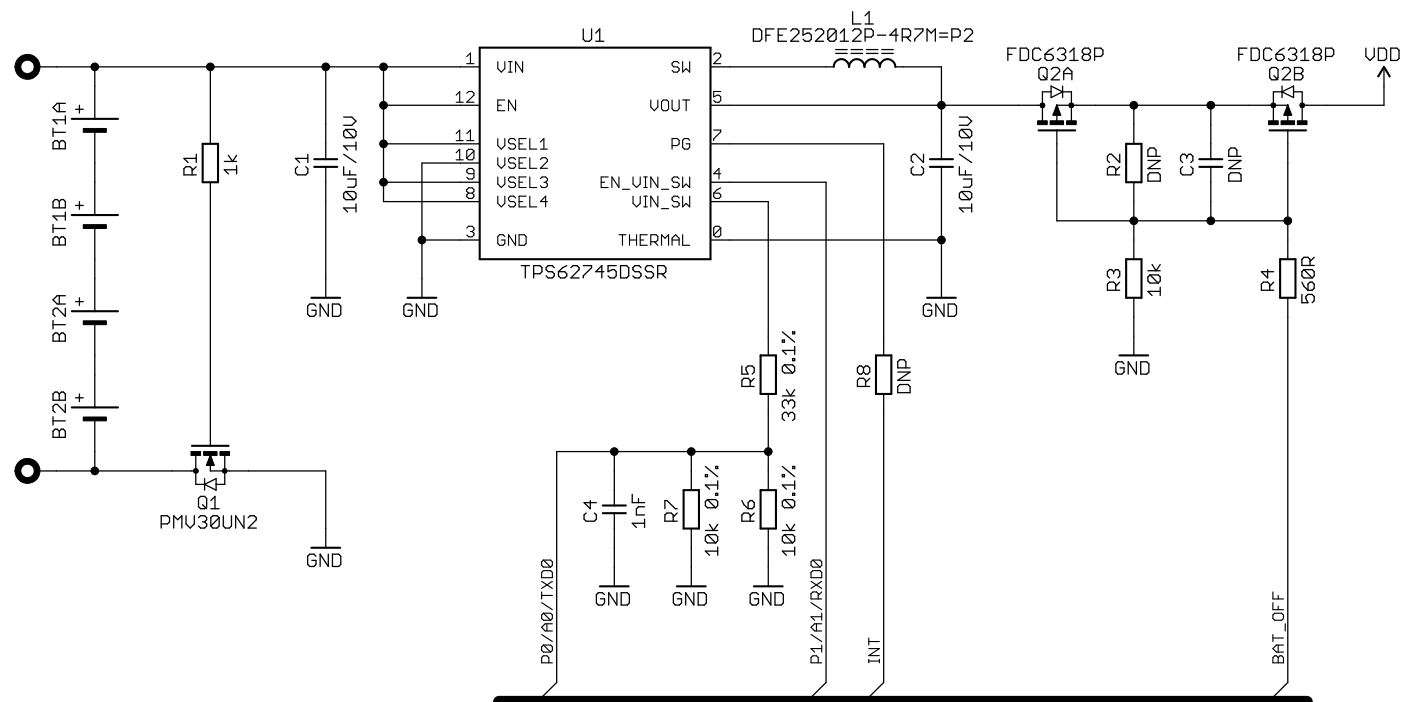 L1
DFE252012P-4R7M=P2
U1
FDC6318P
Q2A
FDC6318P
Q2B
VDD
1
VIN
SW
2
12
EN
VOUT
5
11
VSEL1
PG
7
10
VSEL2
9
VSEL3
EN_VIN_SW
4
8
VSEL4
VIN_SW
6
3
GND
THERMAL
0
TPS62745DSSR
+
BT1A
+
BT1B
+
BT2A
+
BT2B
R1
1k
C1
10uF/10V
C2
10uF/10V
R2
DNP
C3
DNP
R3
10k
R4
560R
GND
GND
GND
GND
R5
33k 0.1%
R8
DNP
Q1
PMV30UN2
GND
C4
1nF
R7
10k 0.1%
R6
10k 0.1%
GND
GND
GND
P0/A0/TXD0
P1/A1/RXD0
INT
BAT_OFF